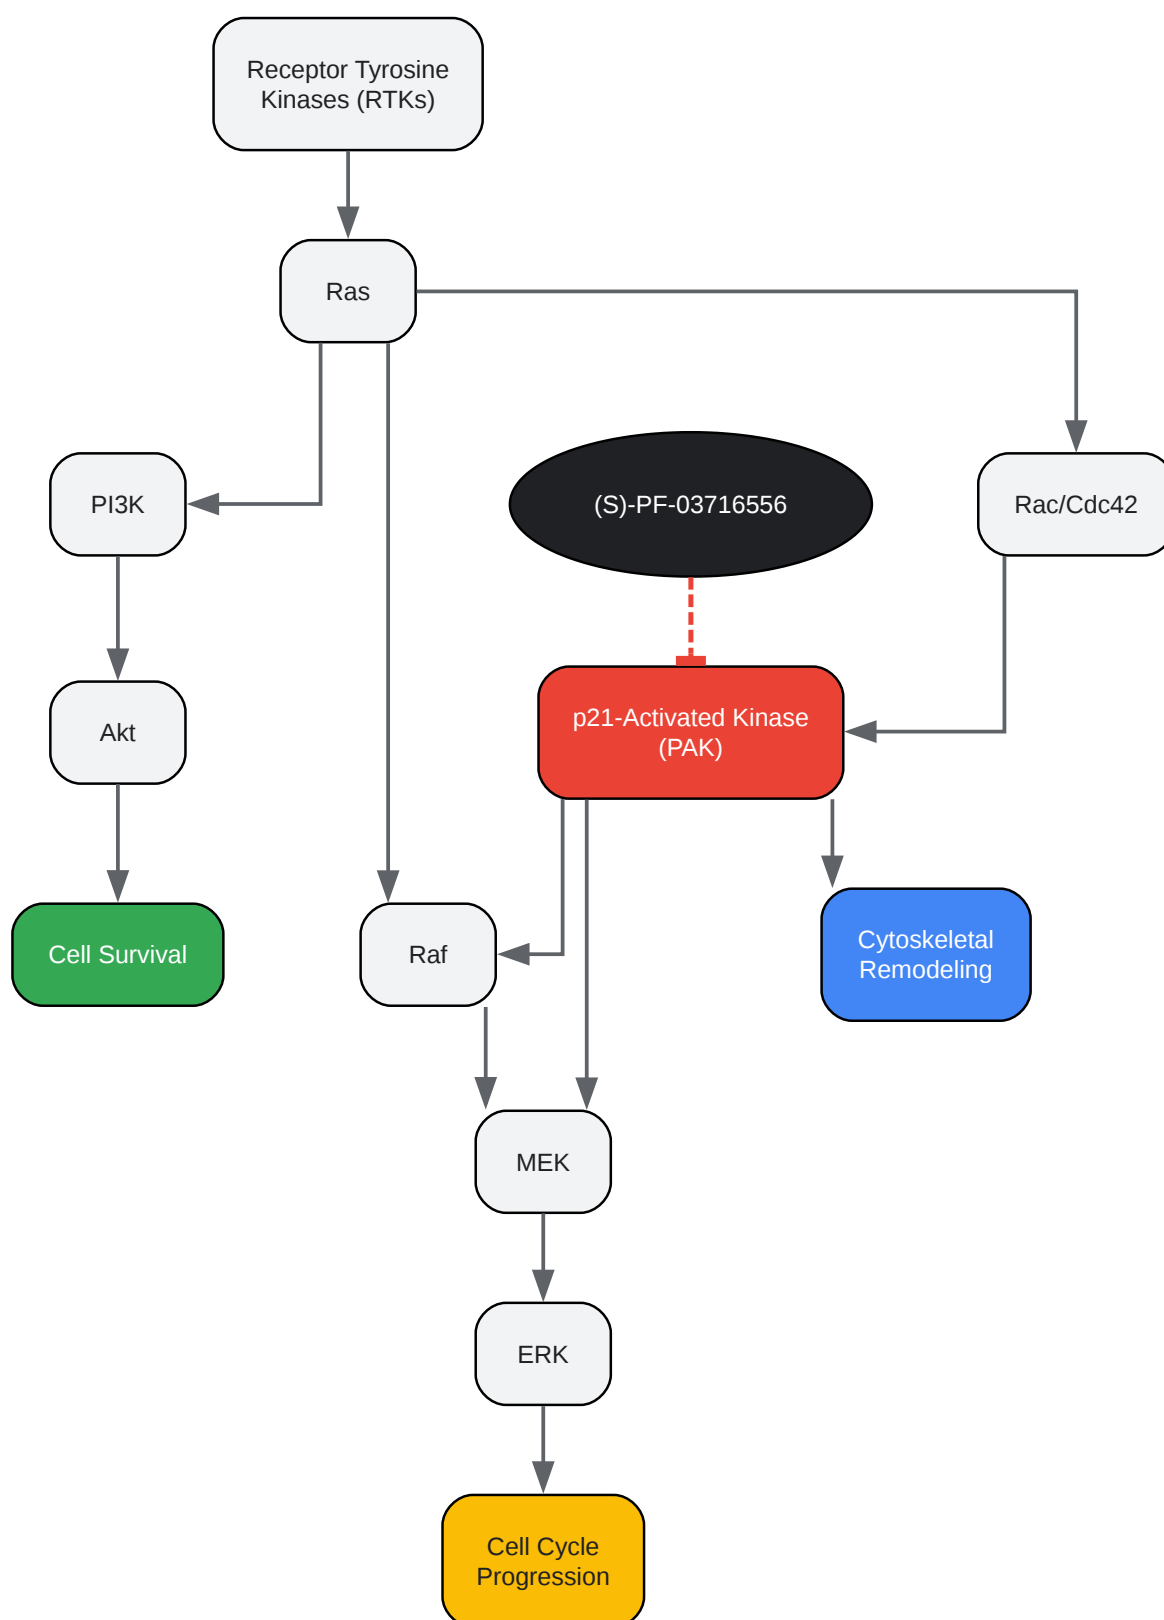 Receptor Tyrosine
Kinases (RTKs)
Ras
PI3K
(S)-PF-03716556
Rac/Cdc42
p21-Activated Kinase
(PAK)
Akt
Cell Survival
Raf
Cytoskeletal
Remodeling
MEK
ERK
Cell Cycle
Progression